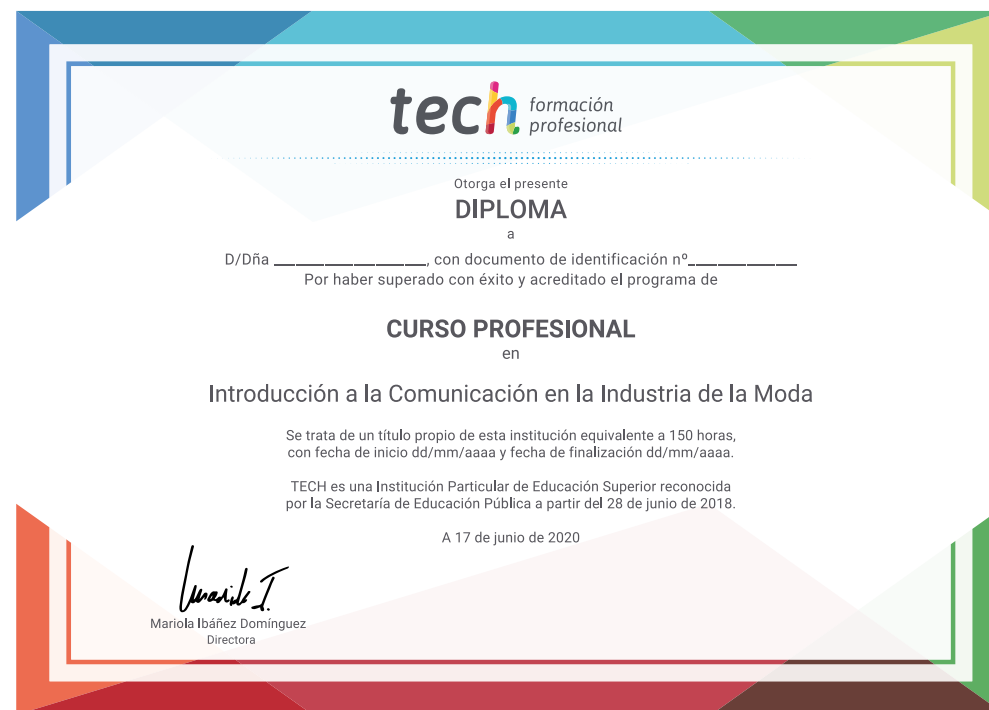 tech formación
profesional
Otorga el presente
DIPLOMA
a
D/Dña ______________, con documento de identificación nº__________
Por haber superado con éxito y acreditado el programa de
CURSO PROFESIONAL
en
Introducción a la Comunicación en la Industria de la Moda
Se trata de un título propio de esta institución equivalente a 150 horas,
con fecha de inicio dd/mm/aaaa y fecha de finalización dd/mm/aaaa.
TECH es una Institución Particular de Educación Superior reconocida
por la Secretaría de Educación Pública a partir del 28 de junio de 2018.
A 17 de junio de 2020
Mariola Ibáñez Domínguez
Directora